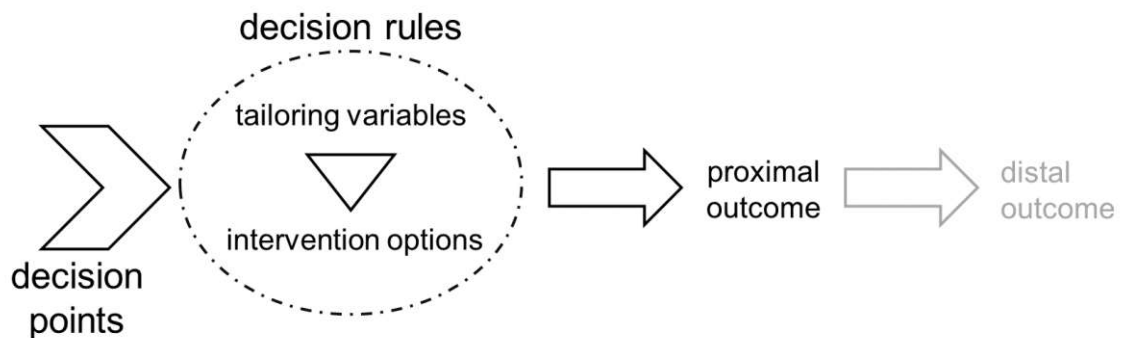 decision rules
tailoring variables
intervention options
decision
points
proximal
outcome
distal
outcome